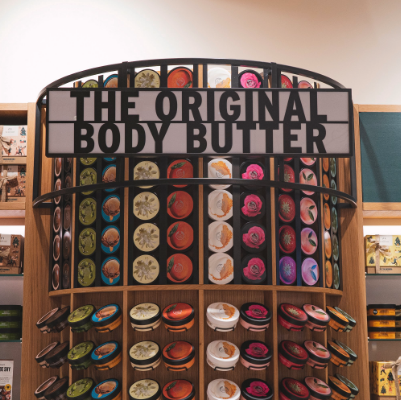 THE ORIGINAL
BODY BUTTER